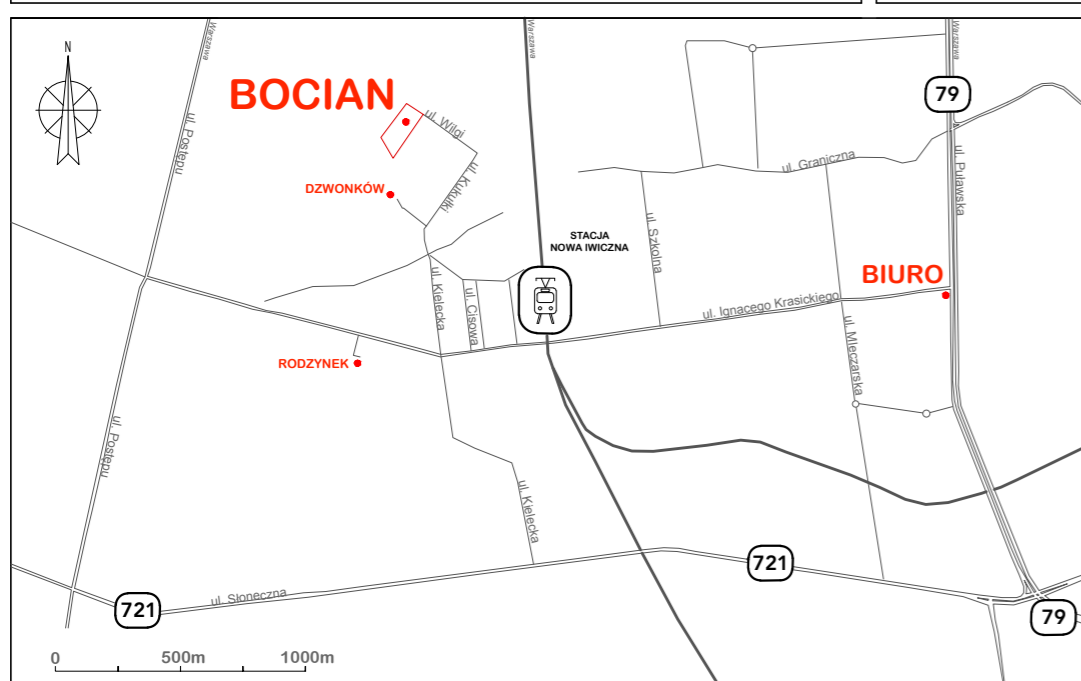 Warszawa
Warszawa
Warszawa
N
BOCIAN
79
ul. Wilgi
ul. Postępu
ul. Kukułki
ul. Graniczna
ul. Puławska
DZWONKÓW
STACJA
NOWA IWICZNA
ul. Szkolna
BIURO
ul. Kielecka
ul. Cisowa
ul. Ignacego Krasickiego
ul. Mleczarska
RODZYNEK
ul. Postępu
ul. Kielecka
721
ul. Słoneczna
721
79
0 500m 1000m